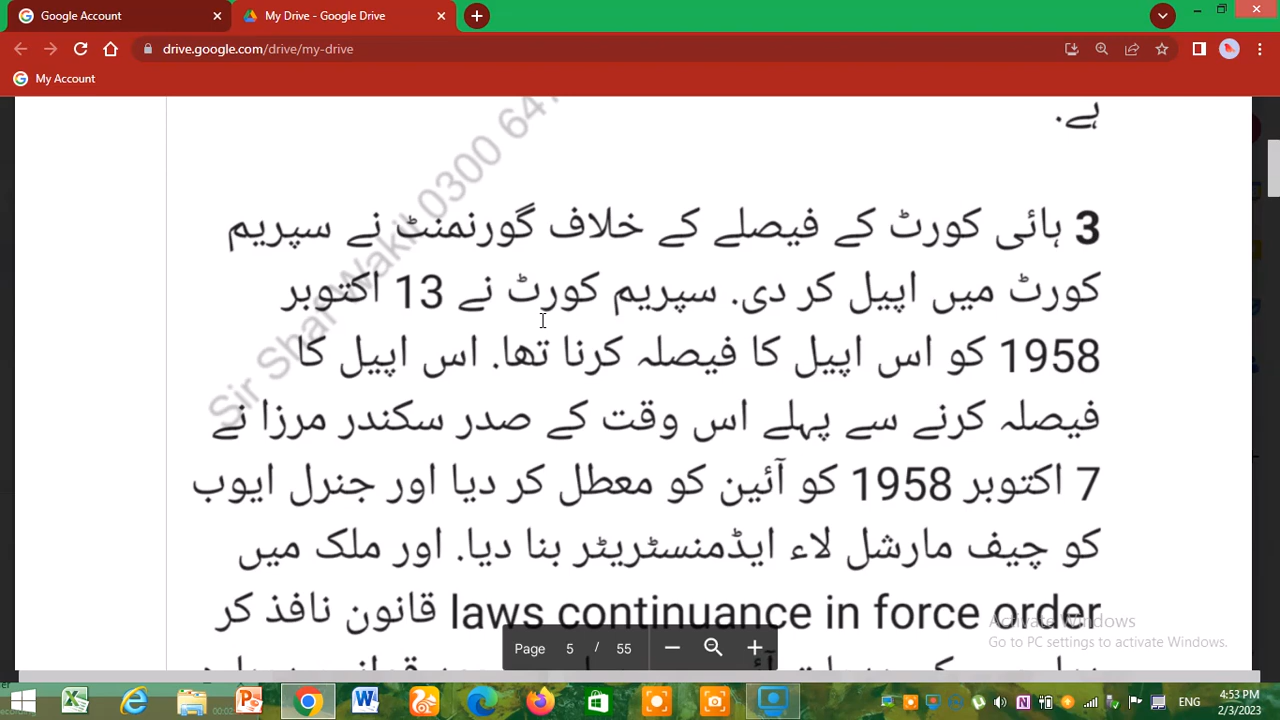 Google Account
My Drive - Google Drive
drive.google.com/drive/my-drive
My Account
ہے.
3 ہائی کورٹ کے فیصلے کے خلاف گورنمنٹ نے سپریم
کورٹ میں اپیل کر دی. سپریم کورٹ نے 13 اکتوبر
1958 کو اس اپیل کا فیصلہ کرنا تھا. اس اپیل کا
فیصلہ کرنے سے پہلے اس وقت کے صدر سکندر مرزا نے
7 اکتوبر 1958 کو آئین کو معطل کر دیا اور جنرل ایوب
کو چیف مارشل لاء ایڈمنسٹریٹر بنا دیا. اور ملک میں
laws continuance in force order قانون نافذ کر
Activate Windows
Go to PC settings to activate Windows.
Page 5 / 55
ENG
4:53 PM
2/3/2023